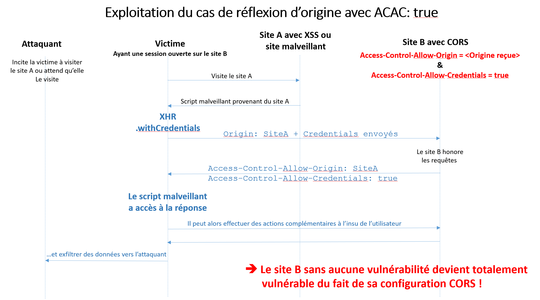 Exploitation du cas de réflexion d'origine avec ACAC: true
Attaquant
Victime
Ayant une session ouverte sur le site B
Site A avec XSS ou
site malveillant
Site B avec CORS
Access-Control-Allow-Origin = <Origine reçue>
&
Access-Control-Allow-Credentials = true
Incite la victime à visiter
le site A ou attend qu'elle
Le visite
Visite le site A
Script malveillant provenant du site A
XHR
.withCredentials
Origin: SiteA + Credentials envoyés
Le site B honore
les requêtes
Access-Control-Allow-Origin: SiteA
Access-Control-Allow-Credentials: true
Le script malveillant
a accès à la réponse
Il peut alors effectuer des actions complémentaires à l'insu de l'utilisateur
...et exfiltrer des données vers l'attaquant
➔ Le site B sans aucune vulnérabilité devient totalement
vulnérable du fait de sa configuration CORS !